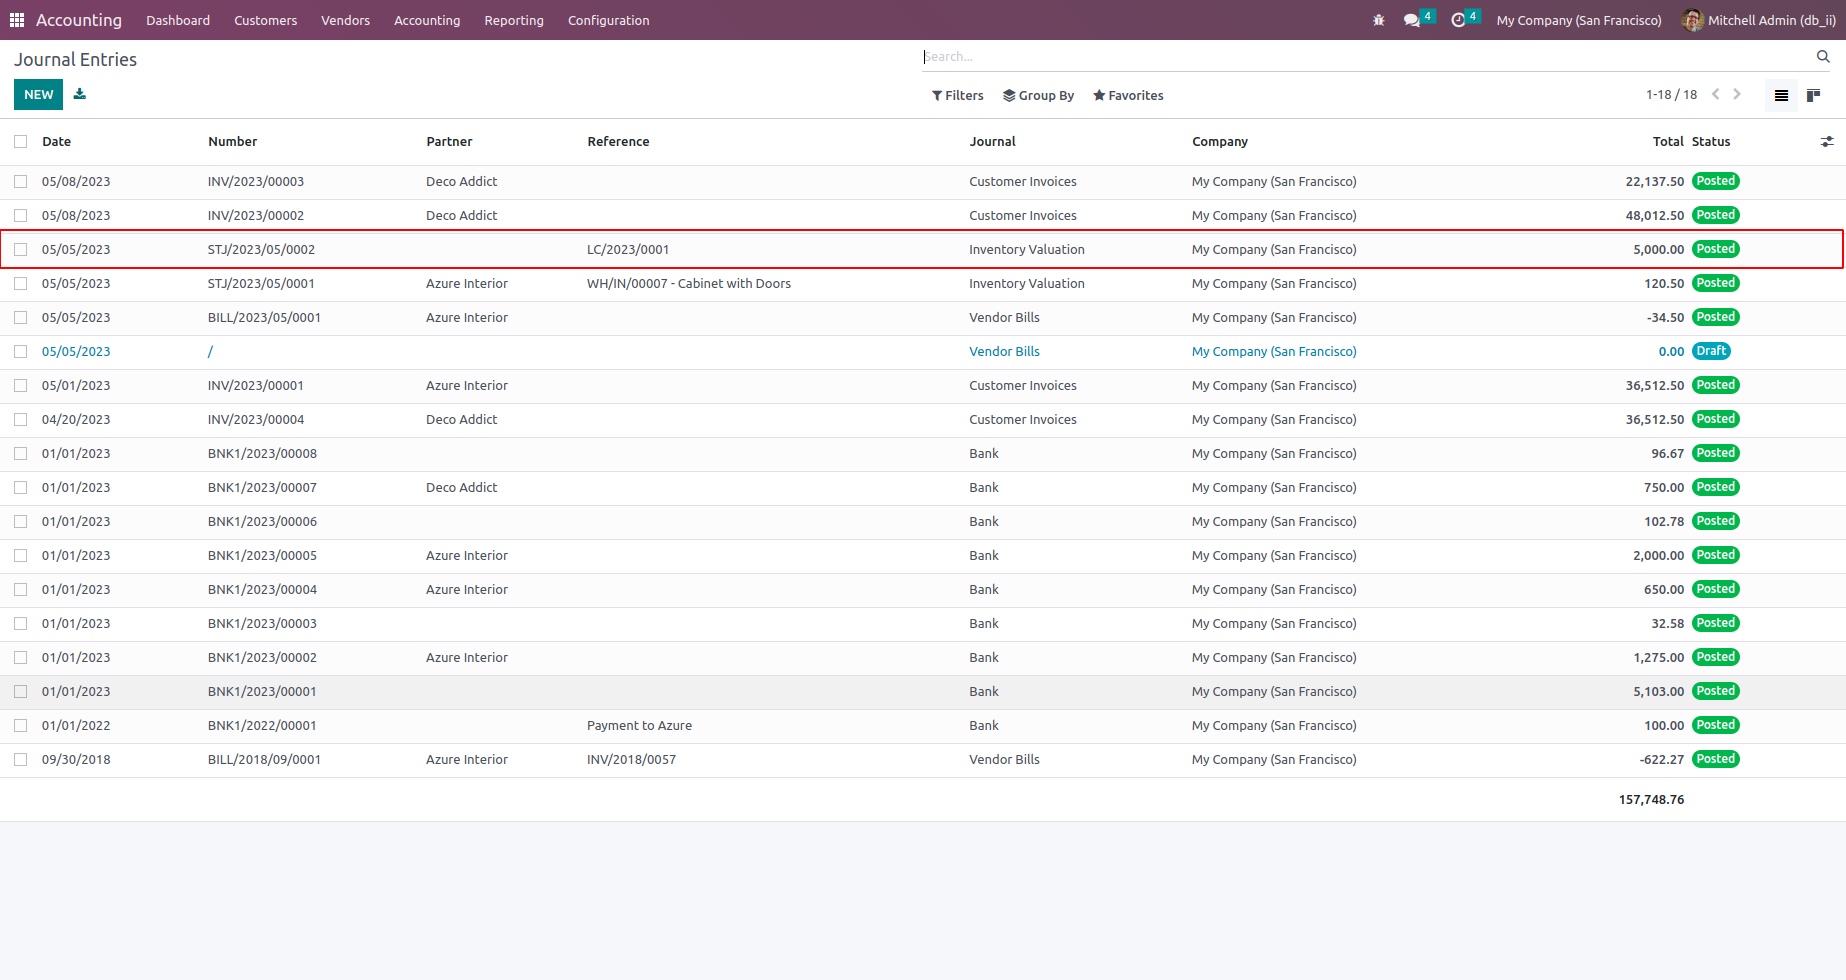 Accounting Dashboard Customers Vendors Accounting Reporting Configuration 4 4 My Company (San Francisco) Mitchell Admin (db_ii)
Journal Entries Search...
NEW Filters Group By Favorites 1-18 / 18
Date Number Partner Reference Journal Company Total Status
05/08/2023 INV/2023/00003 Deco Addict Customer Invoices My Company (San Francisco) 22,137.50 Posted
05/08/2023 INV/2023/00002 Deco Addict Customer Invoices My Company (San Francisco) 48,012.50 Posted
05/05/2023 STJ/2023/05/0002 LC/2023/0001 Inventory Valuation My Company (San Francisco) 5,000.00 Posted
05/05/2023 STJ/2023/05/0001 Azure Interior WH/IN/00007 - Cabinet with Doors Inventory Valuation My Company (San Francisco) 120.50 Posted
05/05/2023 BILL/2023/05/0001 Azure Interior Vendor Bills My Company (San Francisco) -34.50 Posted
05/05/2023 / Vendor Bills My Company (San Francisco) 0.00 Draft
05/01/2023 INV/2023/00001 Azure Interior Customer Invoices My Company (San Francisco) 36,512.50 Posted
04/20/2023 INV/2023/00004 Deco Addict Customer Invoices My Company (San Francisco) 36,512.50 Posted
01/01/2023 BNK1/2023/00008 Bank My Company (San Francisco) 96.67 Posted
01/01/2023 BNK1/2023/00007 Deco Addict Bank My Company (San Francisco) 750.00 Posted
01/01/2023 BNK1/2023/00006 Bank My Company (San Francisco) 102.78 Posted
01/01/2023 BNK1/2023/00005 Azure Interior Bank My Company (San Francisco) 2,000.00 Posted
01/01/2023 BNK1/2023/00004 Azure Interior Bank My Company (San Francisco) 650.00 Posted
01/01/2023 BNK1/2023/00003 Bank My Company (San Francisco) 32.58 Posted
01/01/2023 BNK1/2023/00002 Azure Interior Bank My Company (San Francisco) 1,275.00 Posted
01/01/2023 BNK1/2023/00001 Bank My Company (San Francisco) 5,103.00 Posted
01/01/2022 BNK1/2022/00001 Payment to Azure Bank My Company (San Francisco) 100.00 Posted
09/30/2018 BILL/2018/09/0001 Azure Interior INV/2018/0057 Vendor Bills My Company (San Francisco) -622.27 Posted
157,748.76